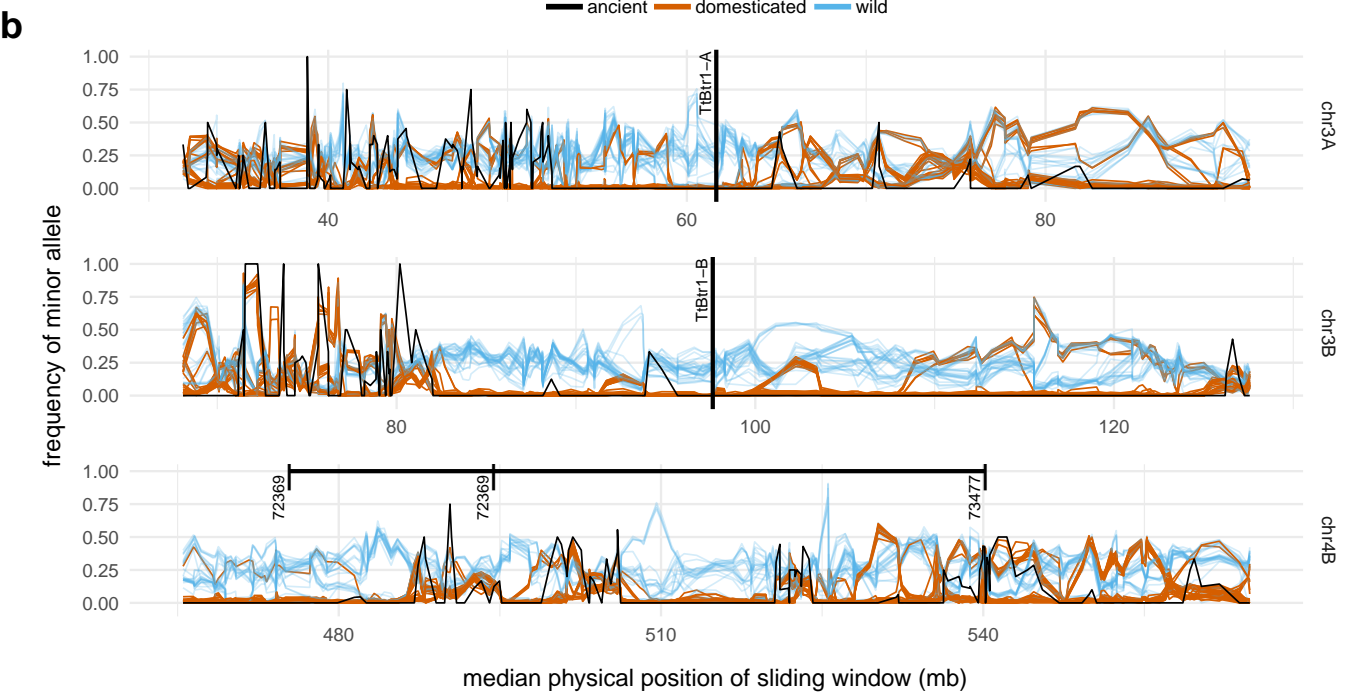 ancient domesticated wild
b
frequency of minor allele
1.00
0.75
0.50
0.25
0.00
TtBtr1−A
chr3A
40 60 80
1.00
0.75
0.50
0.25
0.00
TtBtr1−B
chr3B
80 100 120
1.00
0.75
0.50
0.25
0.00
72369 72369 73477
chr4B
480 510 540
median physical position of sliding window (mb)